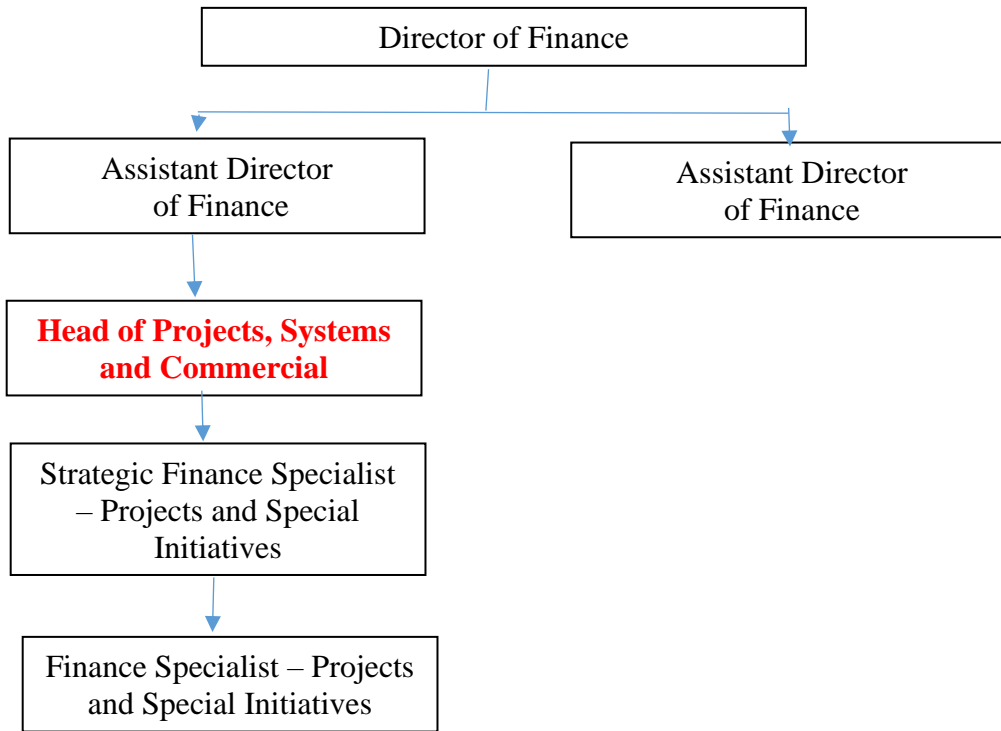 Director of Finance
Assistant Director
of Finance
Assistant Director
of Finance
Head of Projects, Systems
and Commercial
Strategic Finance Specialist
– Projects and Special
Initiatives
Finance Specialist – Projects
and Special Initiatives